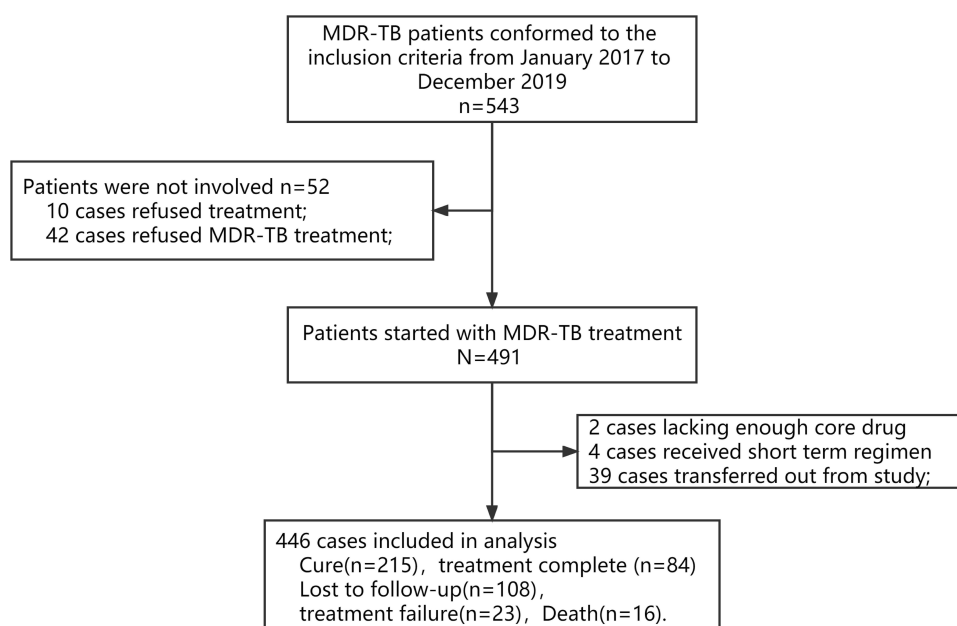 MDR-TB patients conformed to the
inclusion criteria from January 2017 to
December 2019
n=543
Patients were not involved n=52
10 cases refused treatment;
42 cases refused MDR-TB treatment;
Patients started with MDR-TB treatment
N=491
2 cases lacking enough core drug
4 cases received short term regimen
39 cases transferred out from study;
446 cases included in analysis
Cure(n=215)，treatment complete (n=84)
Lost to follow-up(n=108)，
treatment failure(n=23)，Death(n=16).